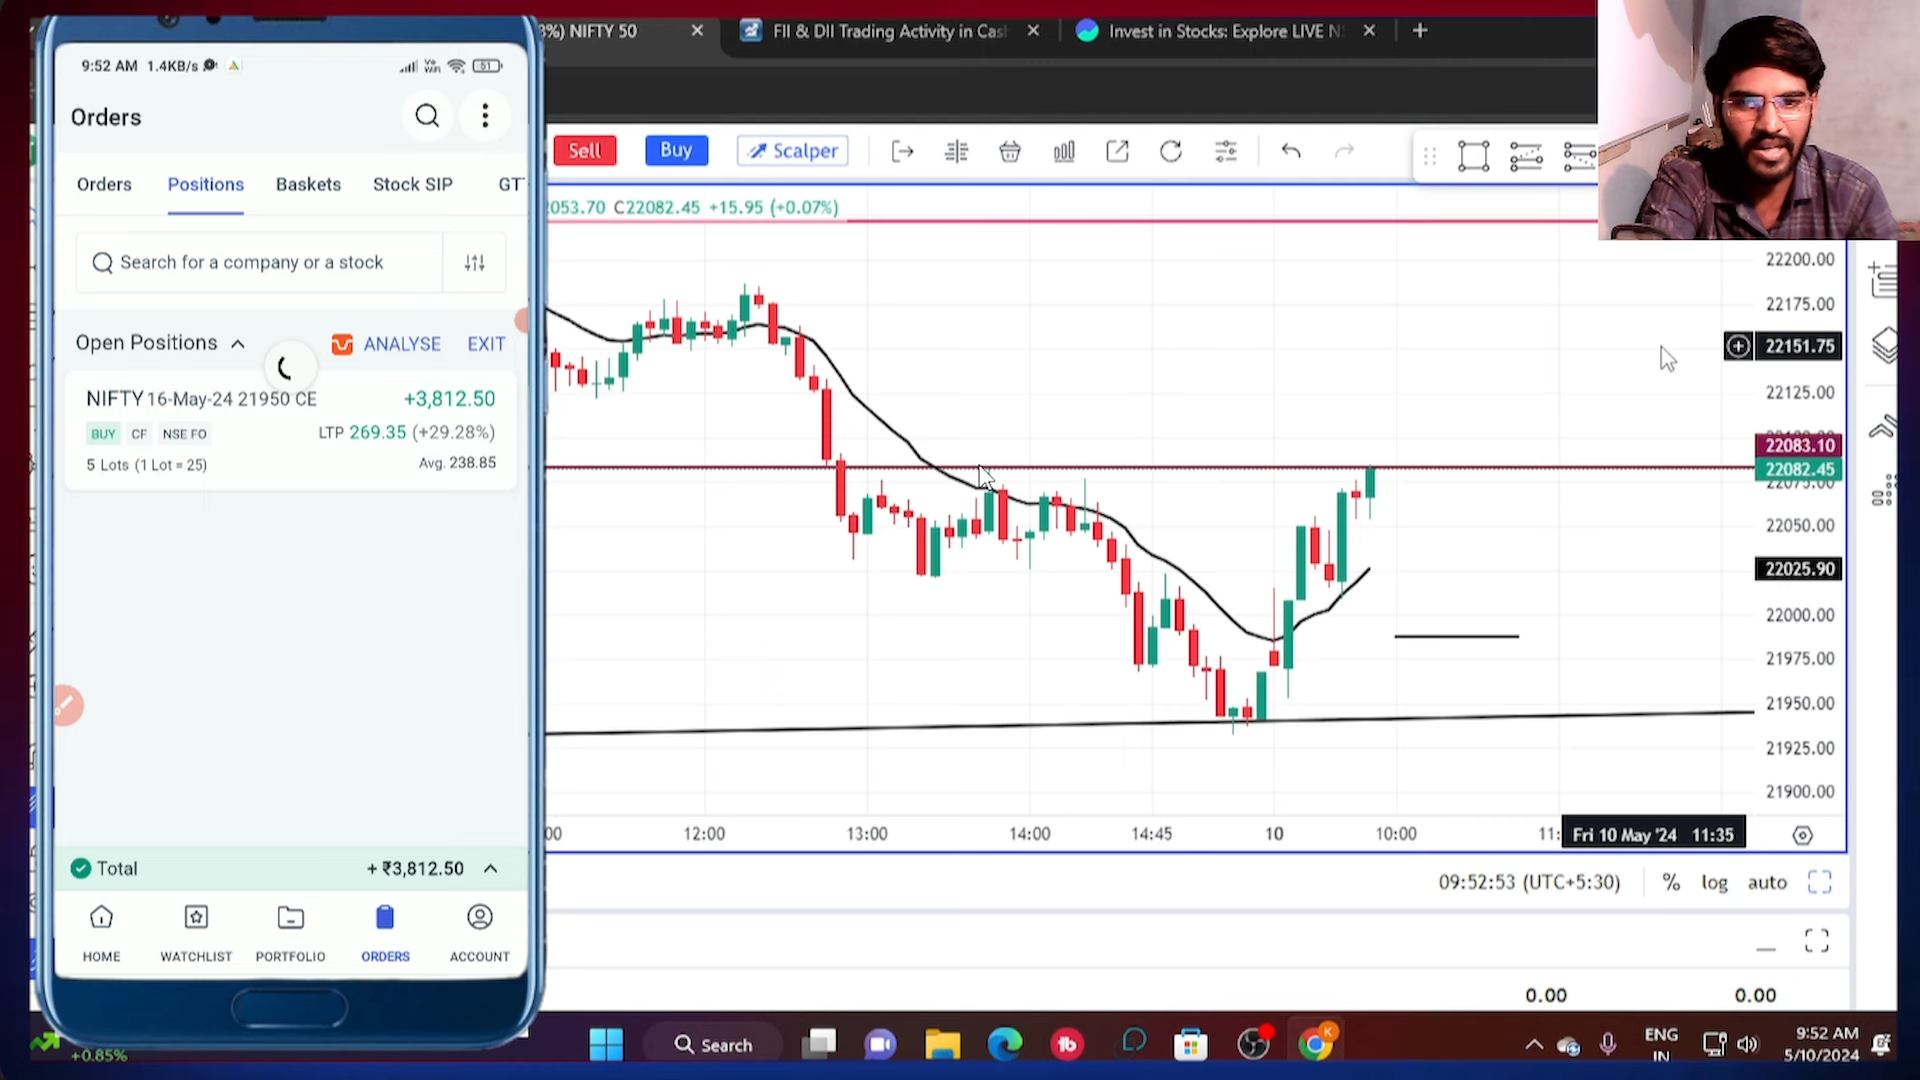 9:52 AM 1.4KB/s
51
Orders
Orders Positions Baskets Stock SIP GT
Search for a company or a stock
Open Positions ANALYSE EXIT
NIFTY 16-May-24 21950 CE +3,812.50
BUY CF NSE FO LTP 269.35 (+29.28%)
5 Lots (1 Lot = 25) Avg. 238.85
Total + ₹3,812.50
HOME WATCHLIST PORTFOLIO ORDERS ACCOUNT
%) NIFTY 50
FII & DII Trading Activity in Cas
Invest in Stocks: Explore LIVE N
Sell Buy Scalper
053.70 C22082.45 +15.95 (+0.07%)
22200.00
22175.00
22151.75
22125.00
22083.10
22082.45
22075.00
22050.00
22025.90
22000.00
21975.00
21950.00
21925.00
21900.00
:00 12:00 13:00 14:00 14:45 10 10:00 11: Fri 10 May '24 11:35
09:52:53 (UTC+5:30) % log auto
0.00 0.00
+0.85%
Search
ENG
IN
9:52 AM
5/10/2024